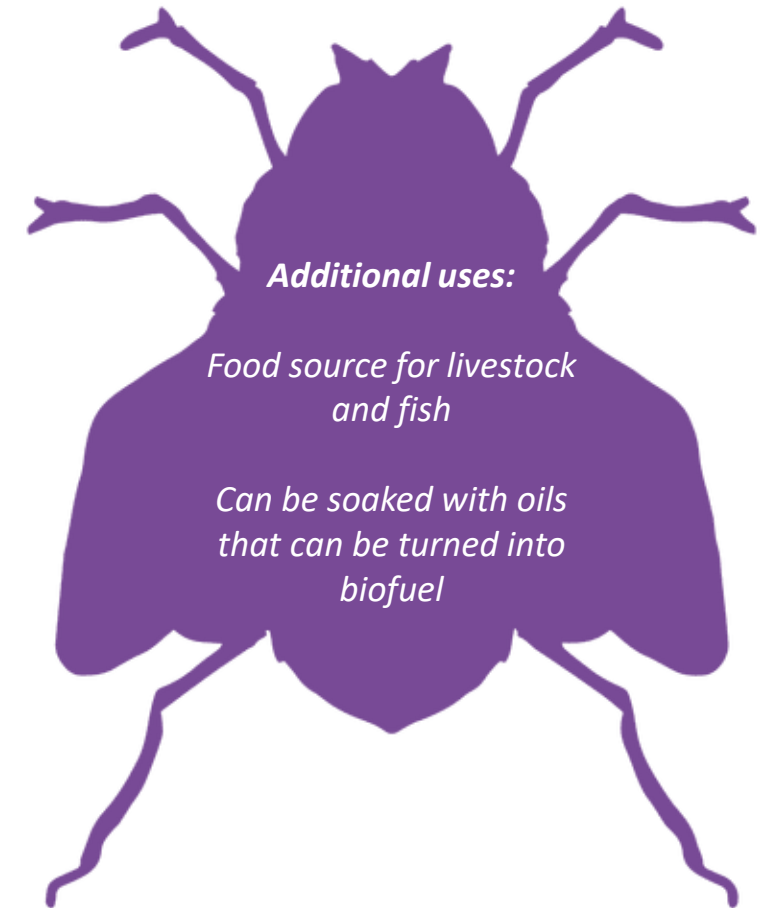 Additional uses:
Food source for livestock
and fish
Can be soaked with oils
that can be turned into
biofuel